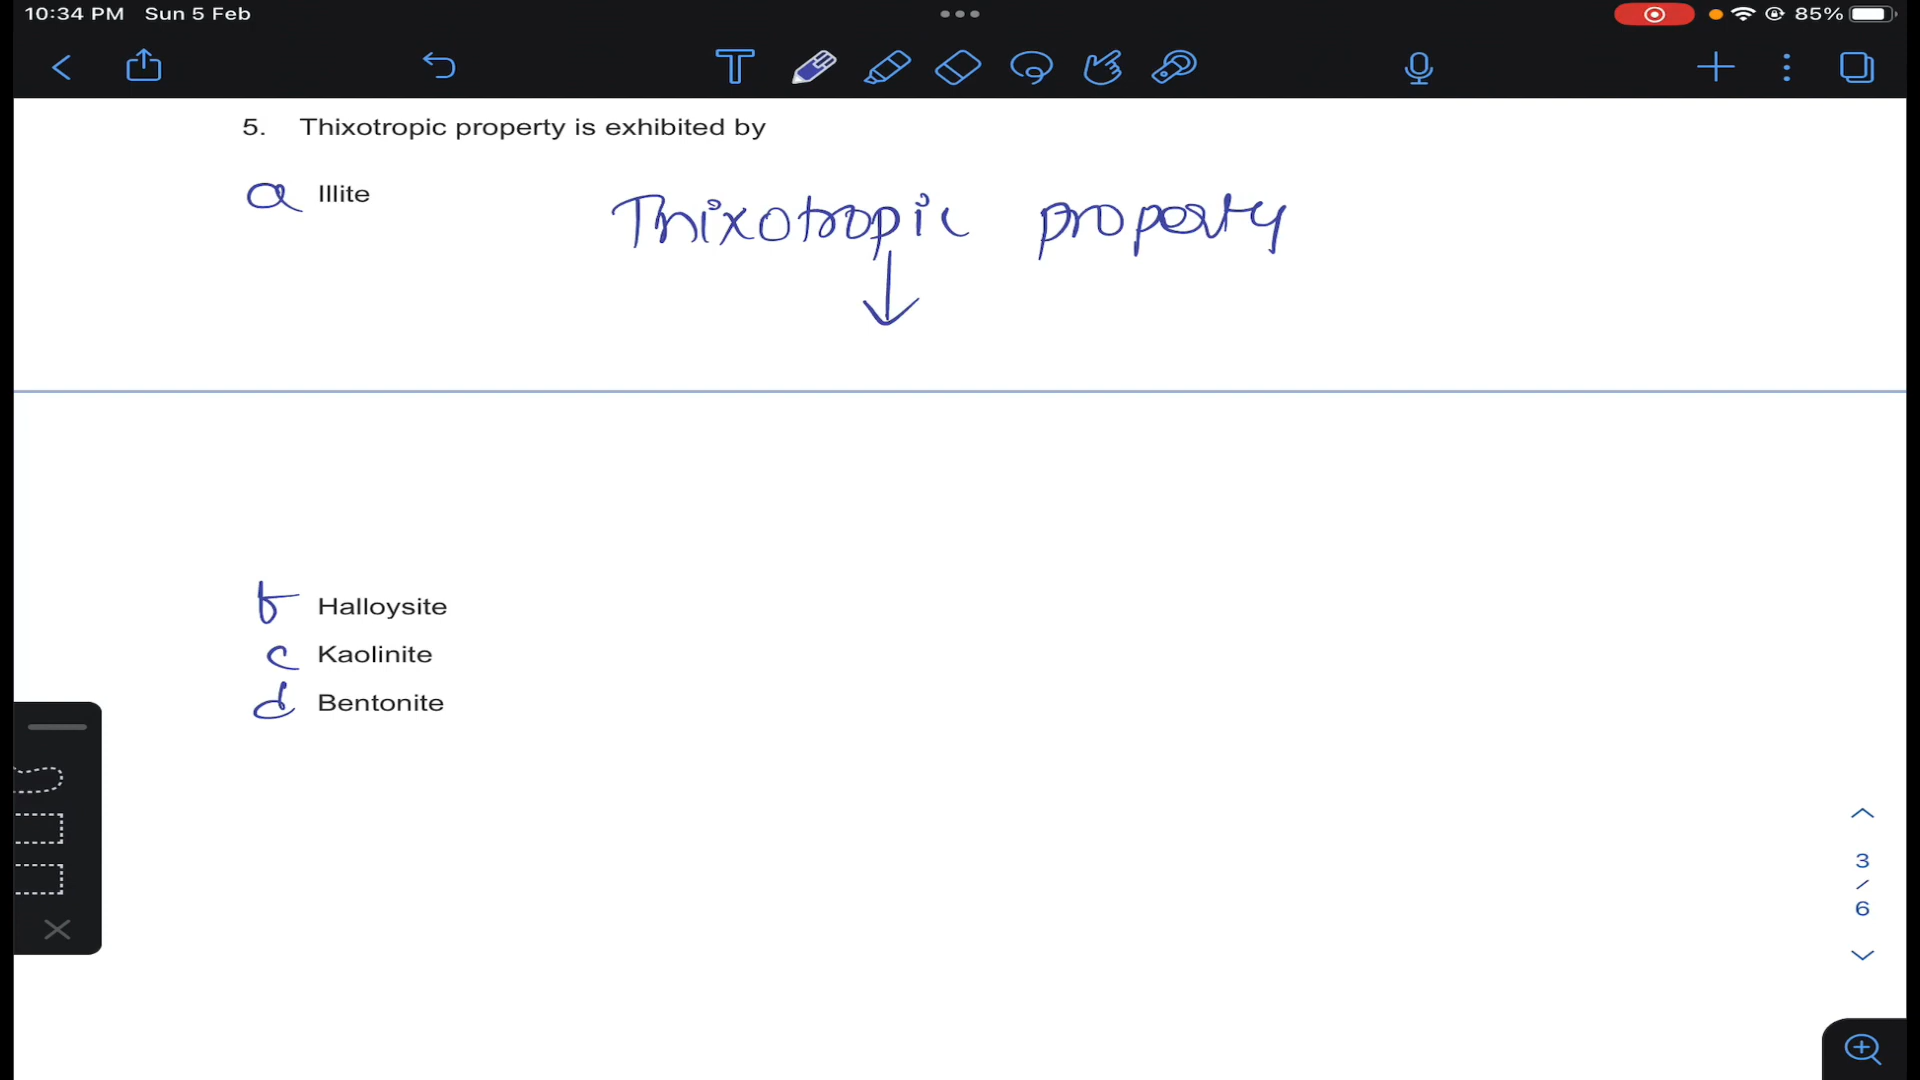 10:34 PM Sun 5 Feb
85%
5. Thixotropic property is exhibited by
a Illite
Thixotropic property
b Halloysite
c Kaolinite
d Bentonite
3
/
6